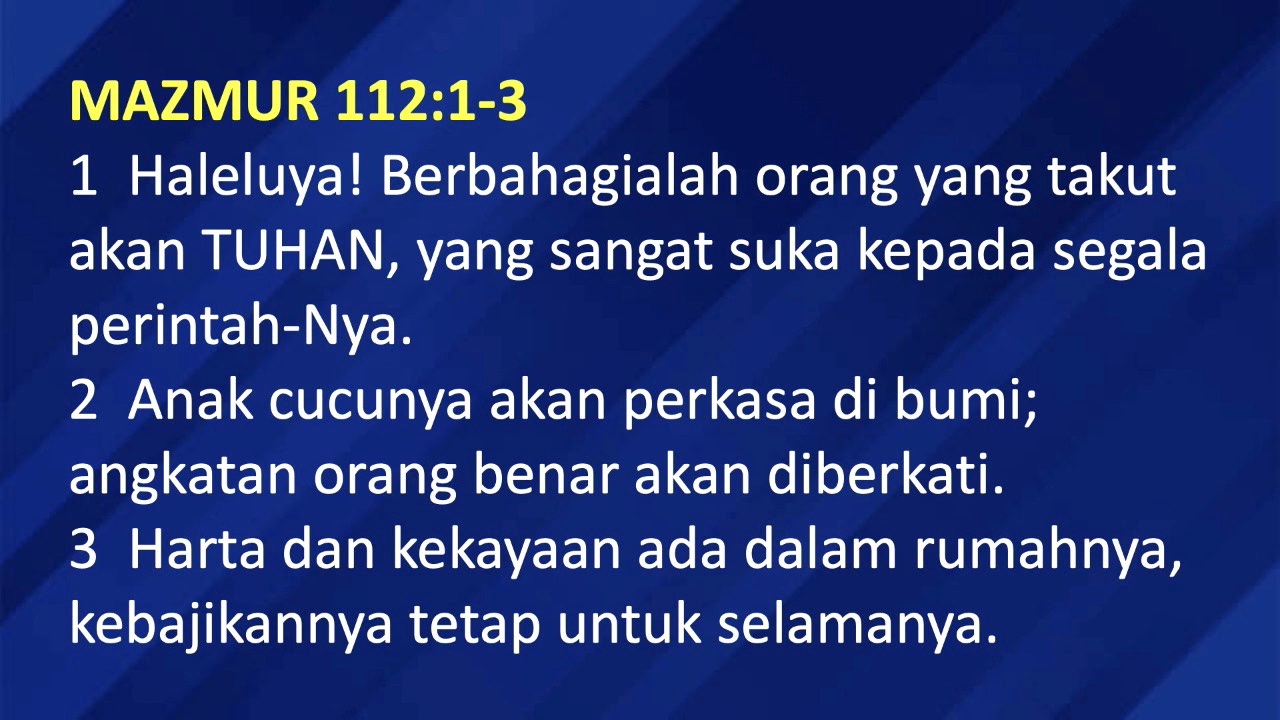 MAZMUR 112:1-3
1 Haleluya! Berbahagialah orang yang takut
akan TUHAN, yang sangat suka kepada segala
perintah-Nya.
2 Anak cucunya akan perkasa di bumi;
angkatan orang benar akan diberkati.
3 Harta dan kekayaan ada dalam rumahnya,
kebajikannya tetap untuk selamanya.